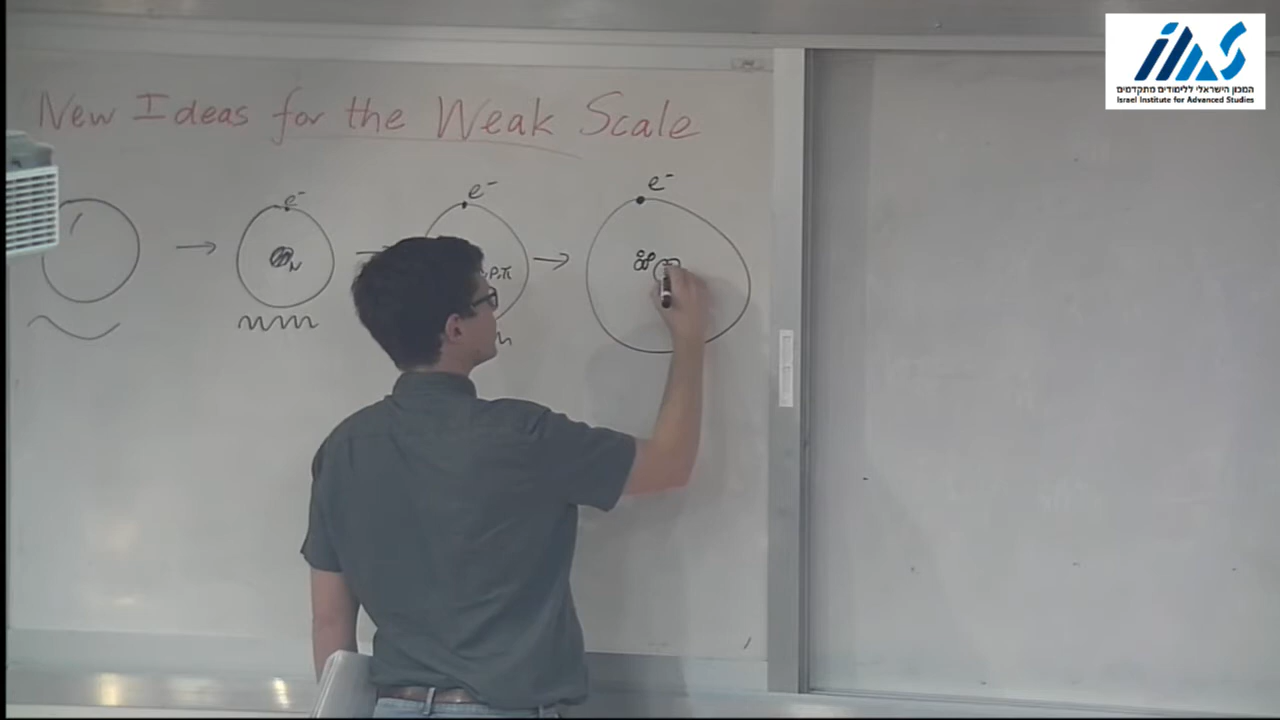 New Ideas for the Weak Scale
e⁻ e⁻ e⁻
N P,π
המכון הישראלי ללימודים מתקדמים
Israel Institute for Advanced Studies